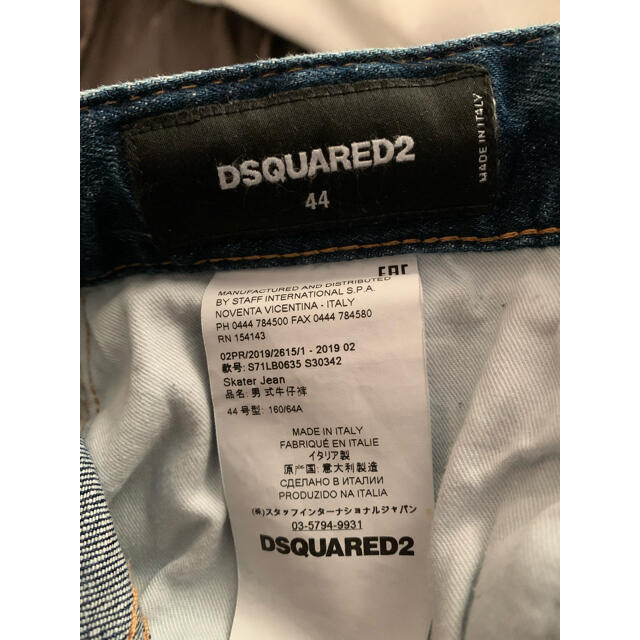 DSQUARED2
44
MADE IN ITALY
EAC
MANUFACTURED AND DISTRIBUTED
BY STAFF INTERNATIONAL S.P.A.
NOVENTA VICENTINA - ITALY
PH 0444 784500 FAX 0444 784580
RN 154143
02PR/2019/2615/1 - 2019 02
款号: S71LB0635 S30342
Skater Jean
品名: 男式牛仔裤
44 号型: 160/64A
MADE IN ITALY
FABRIQUÉ EN ITALIE
イタリア製
原产国: 意大利製造
СДЕЛАНО В ИТАЛИИ
PRODUZIDO NA ITALIA
(株)スタッフインターナショナルジャパン
03-5794-9931
DSQUARED2